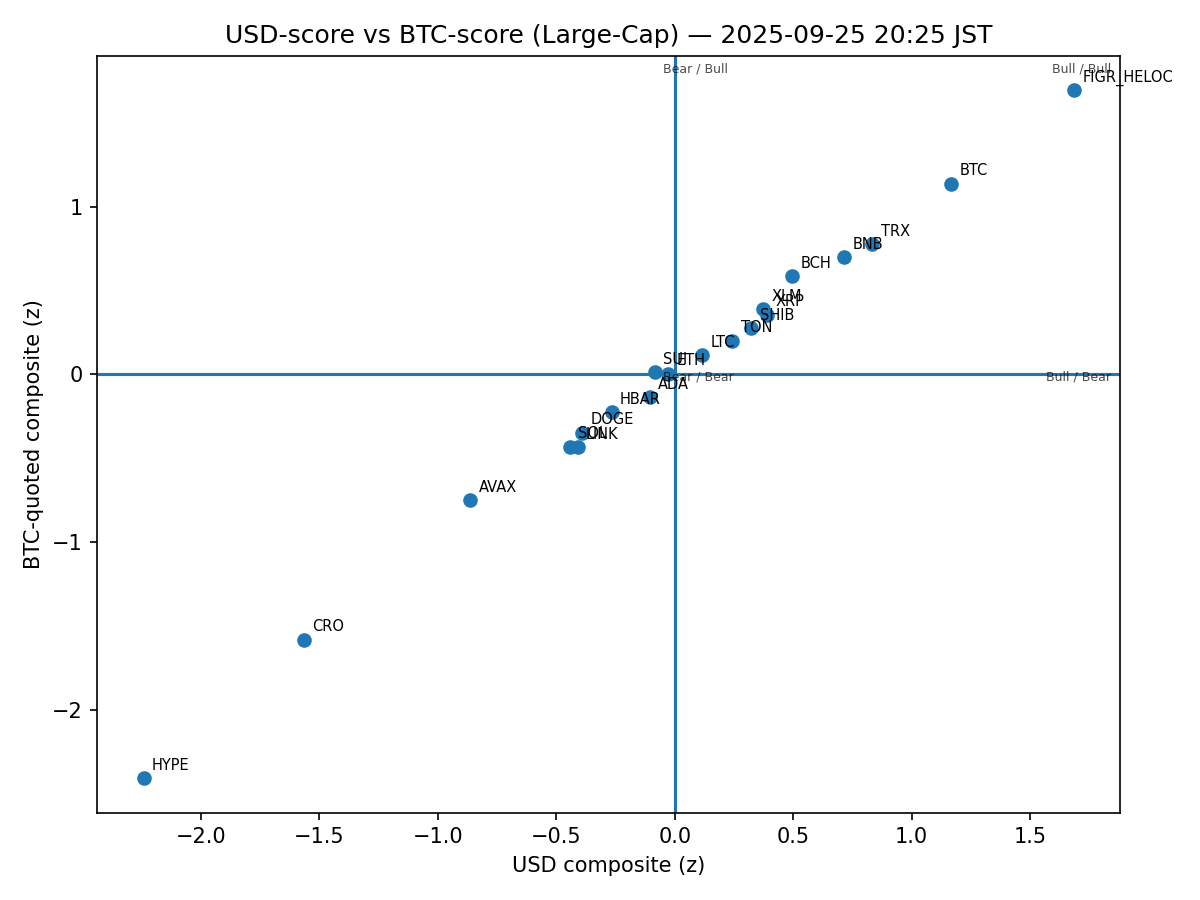 USD-score vs BTC-score (Large-Cap) — 2025-09-25 20:25 JST
Bear / Bull
Bull / Bull
FIGR_HELOC
BTC
TRX
BNB
BCH
XLM
XRP
SHIB
TON
LTC
SUI
ETH
Bear / Bear
Bull / Bear
ADA
HBAR
DOGE
SOL
LINK
AVAX
CRO
HYPE
1
0
−1
−2
BTC-quoted composite (z)
−2.0
−1.5
−1.0
−0.5
0.0
0.5
1.0
1.5
USD composite (z)